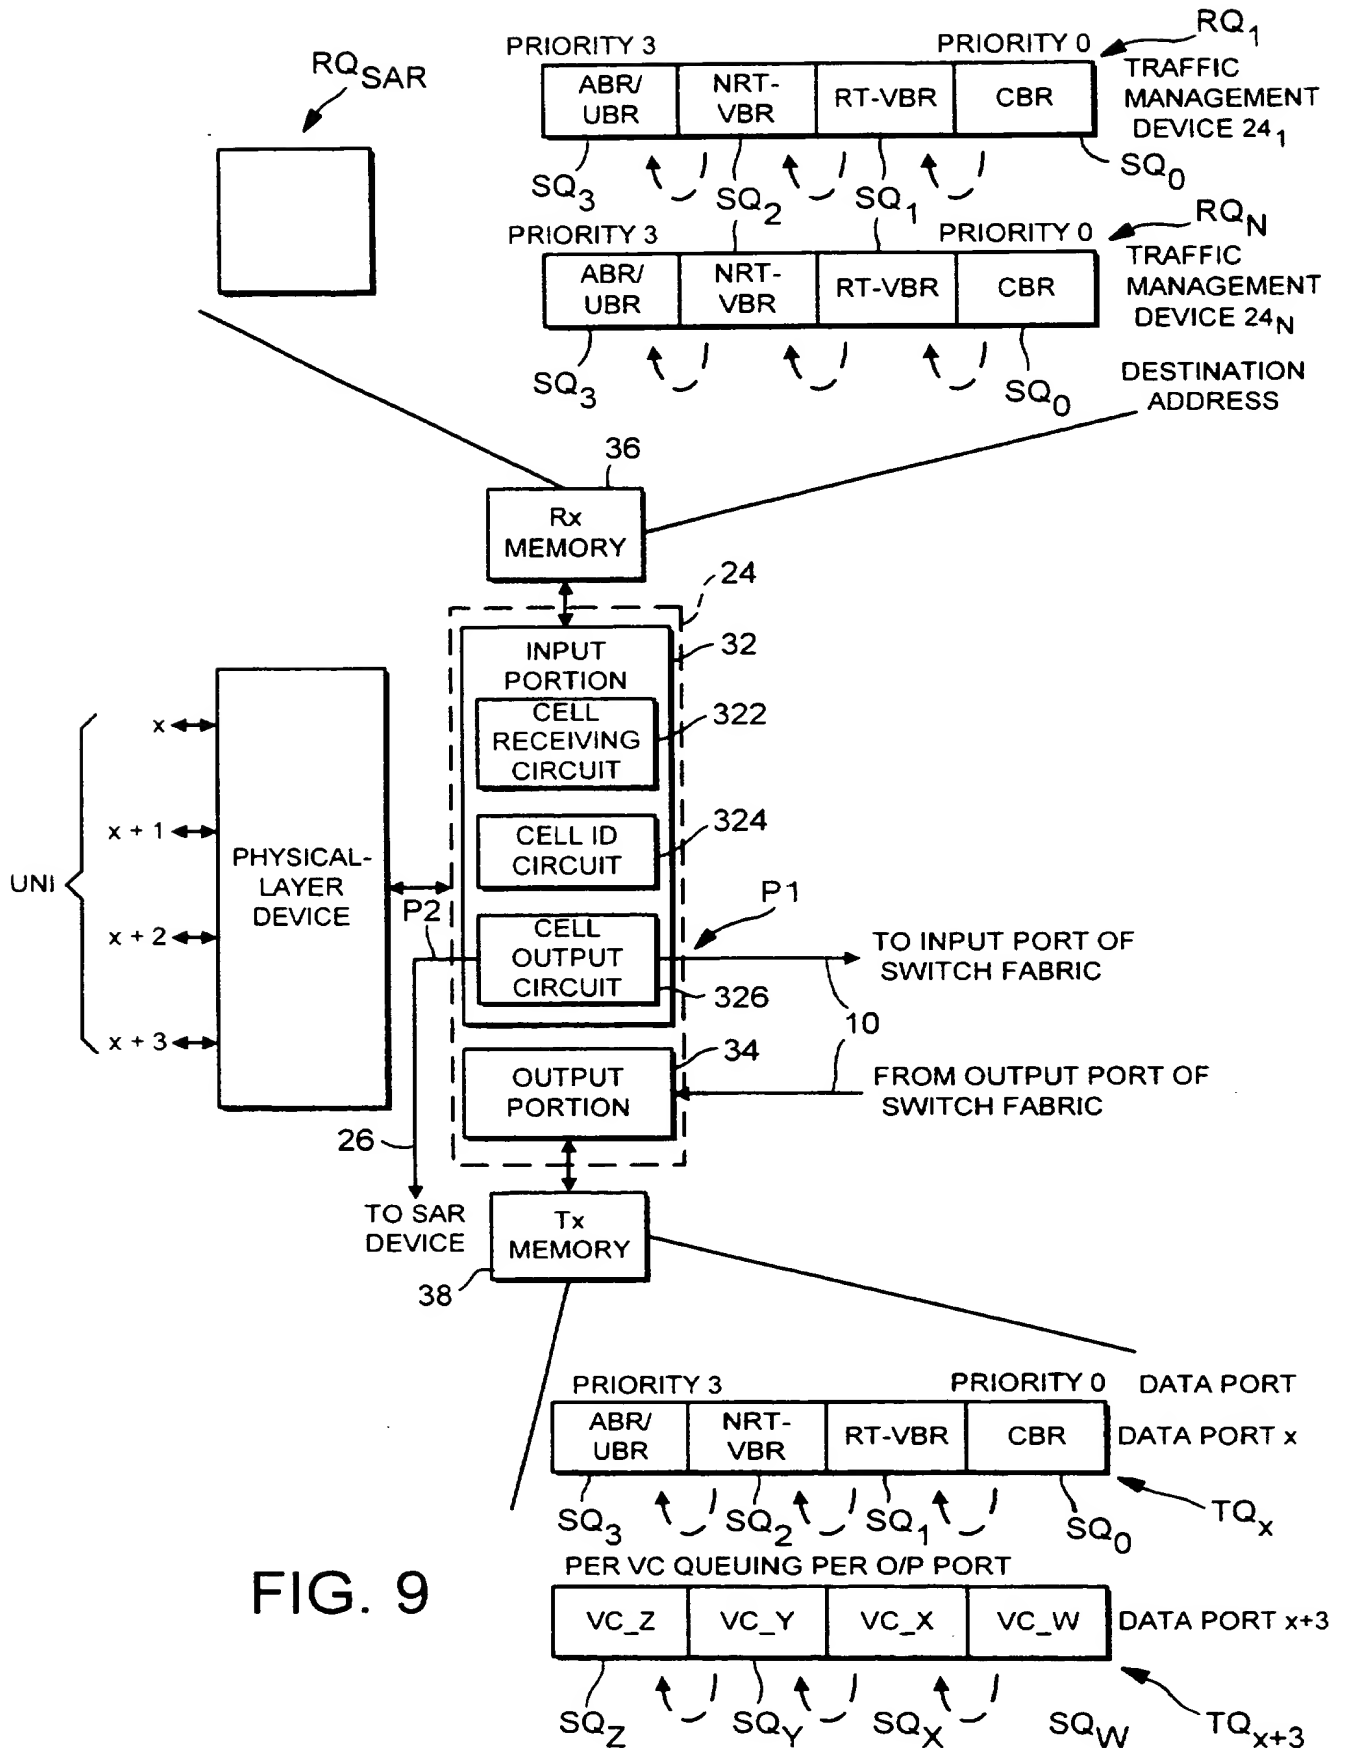 RQSAR
PRIORITY 3 PRIORITY 0 RQ1
ABR/UBR NRT-VBR RT-VBR CBR
TRAFFIC
MANAGEMENT
DEVICE 241
SQ3 SQ2 SQ1 SQ0
PRIORITY 3 PRIORITY 0 RQN
ABR/UBR NRT-VBR RT-VBR CBR
TRAFFIC
MANAGEMENT
DEVICE 24N
SQ3 SQ0
DESTINATION
ADDRESS
36
Rx
MEMORY
24
32
INPUT
PORTION
CELL
RECEIVING
CIRCUIT
322
CELL ID
CIRCUIT
324
CELL
OUTPUT
CIRCUIT
326
P1
P2
UNI
x
x + 1
x + 2
x + 3
PHYSICAL-
LAYER
DEVICE
TO INPUT PORT OF
SWITCH FABRIC
10
34
OUTPUT
PORTION
FROM OUTPUT PORT OF
SWITCH FABRIC
26
TO SAR
DEVICE
Tx
MEMORY
38
PRIORITY 3 PRIORITY 0 DATA PORT
ABR/UBR NRT-VBR RT-VBR CBR DATA PORT x
SQ3 SQ2 SQ1 SQ0 TQx
PER VC QUEUING PER O/P PORT
VC_Z VC_Y VC_X VC_W DATA PORT x+3
SQZ SQY SQX SQW TQx+3
FIG. 9